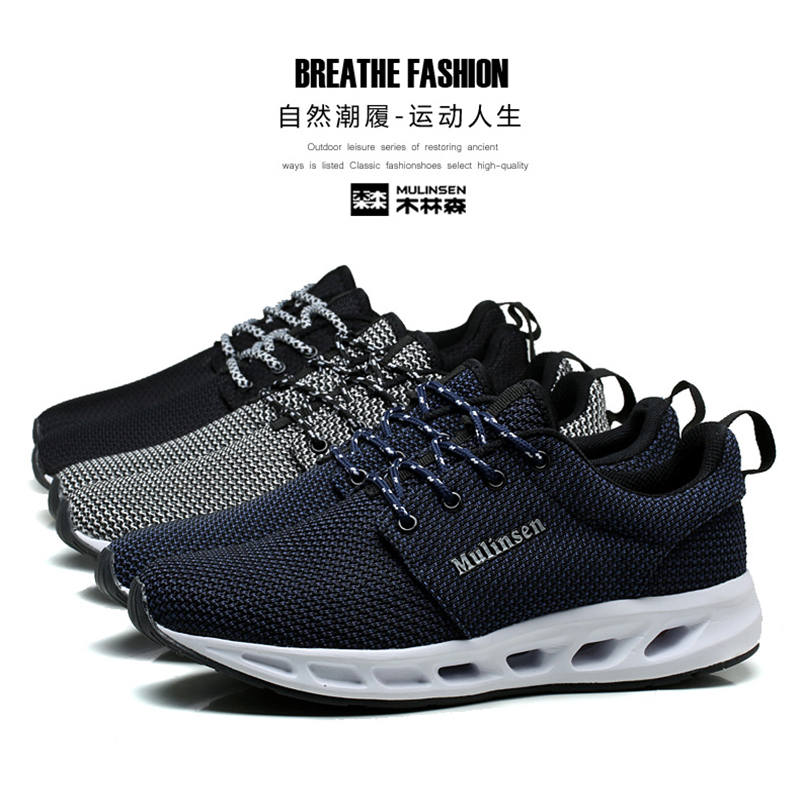 BREATHE FASHION
自然潮履-运动人生
Outdoor leisure series of restoring ancient
ways is listed Classic fashionshoes select high-quality
MULINSEN
木林森
Mulinsen